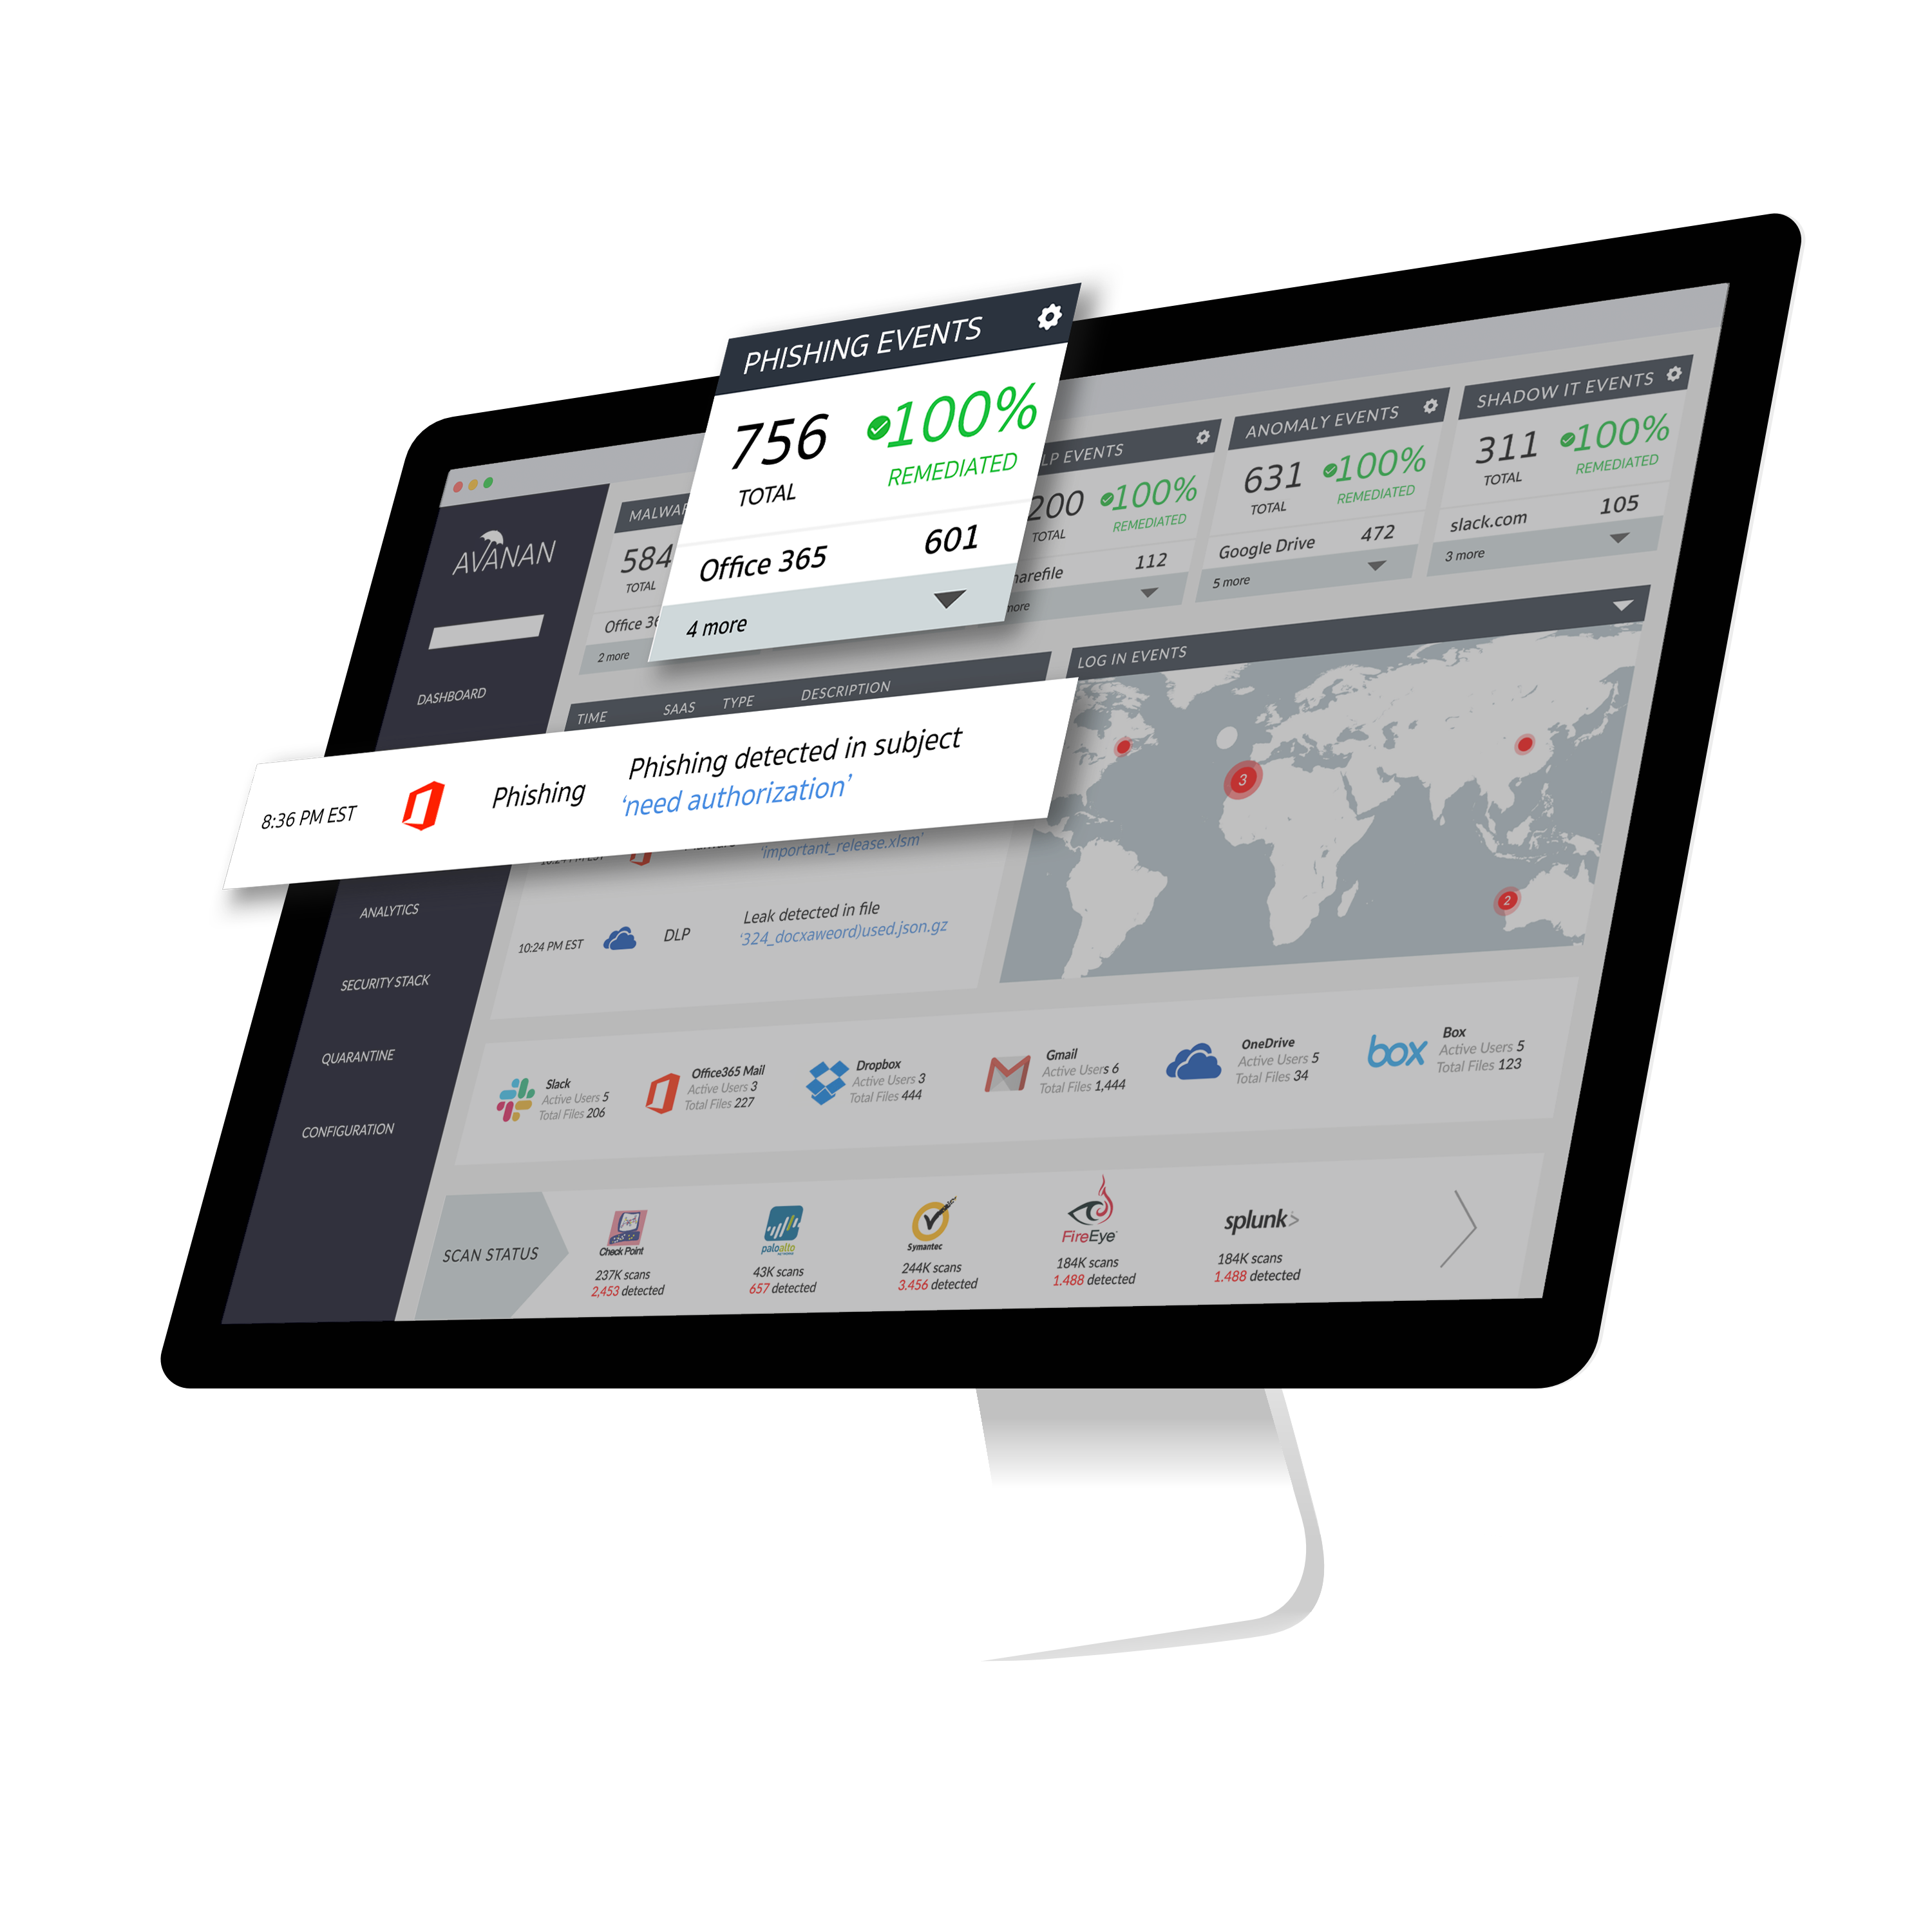 PHISHING EVENTS
756
TOTAL
100%
REMEDIATED
Office 365 601
4 more
AVANAN
DASHBOARD
ANALYTICS
SECURITY STACK
QUARANTINE
CONFIGURATION
584
TOTAL
Office
2 more
EVENTS
200
TOTAL
100%
REMEDIATED
112
ANOMALY EVENTS
631
TOTAL
100%
REMEDIATED
Google Drive 472
5 more
SHADOW IT EVENTS
311
TOTAL
100%
REMEDIATED
slack.com 105
3 more
TIME SAAS TYPE DESCRIPTION
8:36 PM EST Phishing Phishing detected in subject
‘need authorization’
‘important_release.xlsm’
10:24 PM EST DLP Leak detected in file
‘324_docxaweord)used.json.gz
LOG IN EVENTS
3
2
Slack
Active Users 5
Total Files 206
Office365 Mail
Active Users 3
Total Files 227
Dropbox
Active Users 3
Total Files 444
Gmail
Active Users 6
Total Files 1,444
OneDrive
Active Users 5
Total Files 34
box
Box
Active Users 5
Total Files 123
SCAN STATUS
Check Point
237K scans
2,453 detected
paloalto
43K scans
657 detected
Symantec
244K scans
3.456 detected
FireEye
184K scans
1.488 detected
splunk>
184K scans
1.488 detected